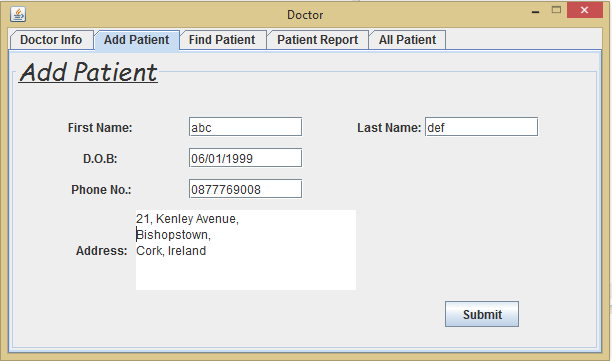 Doctor
Doctor Info Add Patient Find Patient Patient Report All Patient
Add Patient
First Name: abc Last Name: def
D.O.B: 06/01/1999
Phone No.: 0877769008
21, Kenley Avenue,
Bishopstown,
Address: Cork, Ireland
Submit